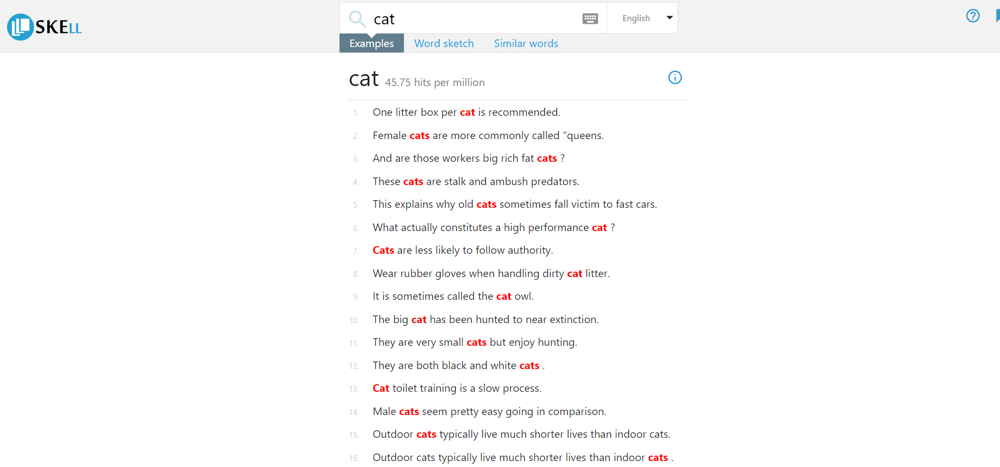 SKELL
cat
English
Examples Word sketch Similar words
cat 45.75 hits per million
1. One litter box per cat is recommended.
2. Female cats are more commonly called "queens.
3. And are those workers big rich fat cats ?
4. These cats are stalk and ambush predators.
5. This explains why old cats sometimes fall victim to fast cars.
6. What actually constitutes a high performance cat ?
7. Cats are less likely to follow authority.
8. Wear rubber gloves when handling dirty cat litter.
9. It is sometimes called the cat owl.
10. The big cat has been hunted to near extinction.
11. They are very small cats but enjoy hunting.
12. They are both black and white cats .
13. Cat toilet training is a slow process.
14. Male cats seem pretty easy going in comparison.
15. Outdoor cats typically live much shorter lives than indoor cats.
16. Outdoor cats typically live much shorter lives than indoor cats .